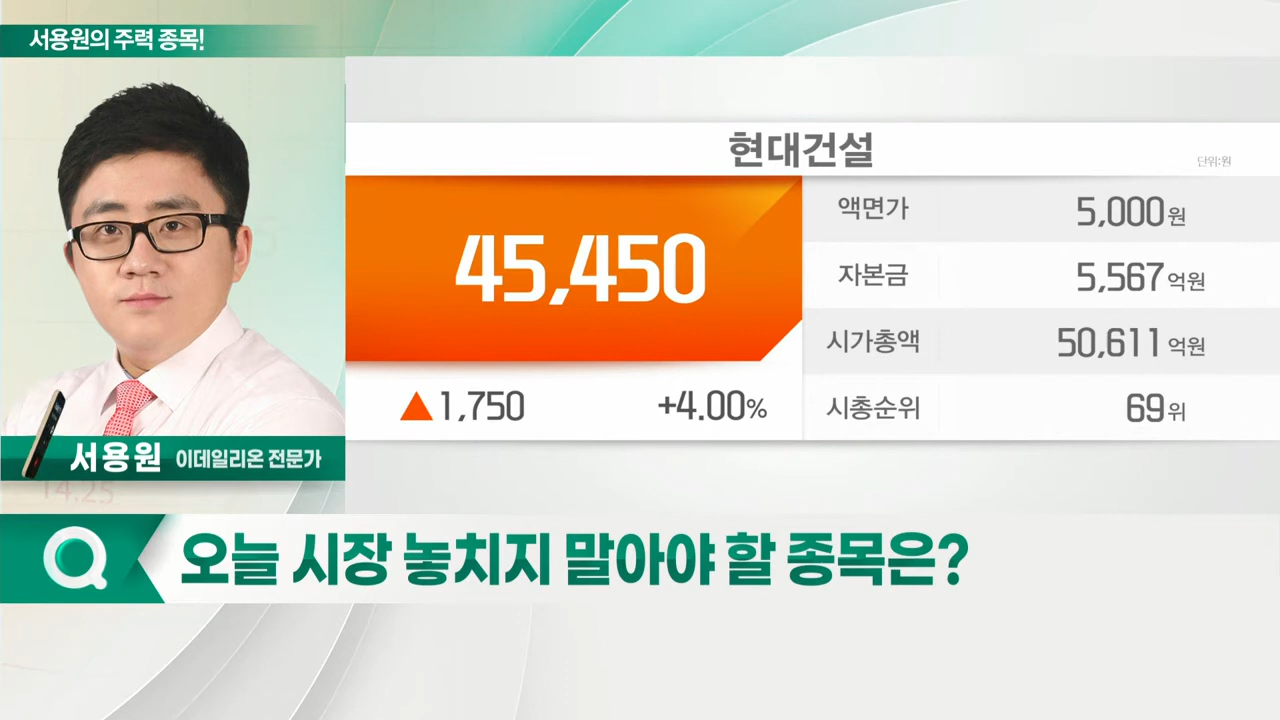 서용원의 주력 종목!
현대건설
단위:원
45,450
▲1,750 +4.00%
액면가 5,000원
자본금 5,567억원
시가총액 50,611억원
시총순위 69위
서용원 이데일리온 전문가
14:25
Q 오늘 시장 놓치지 말아야 할 종목은?